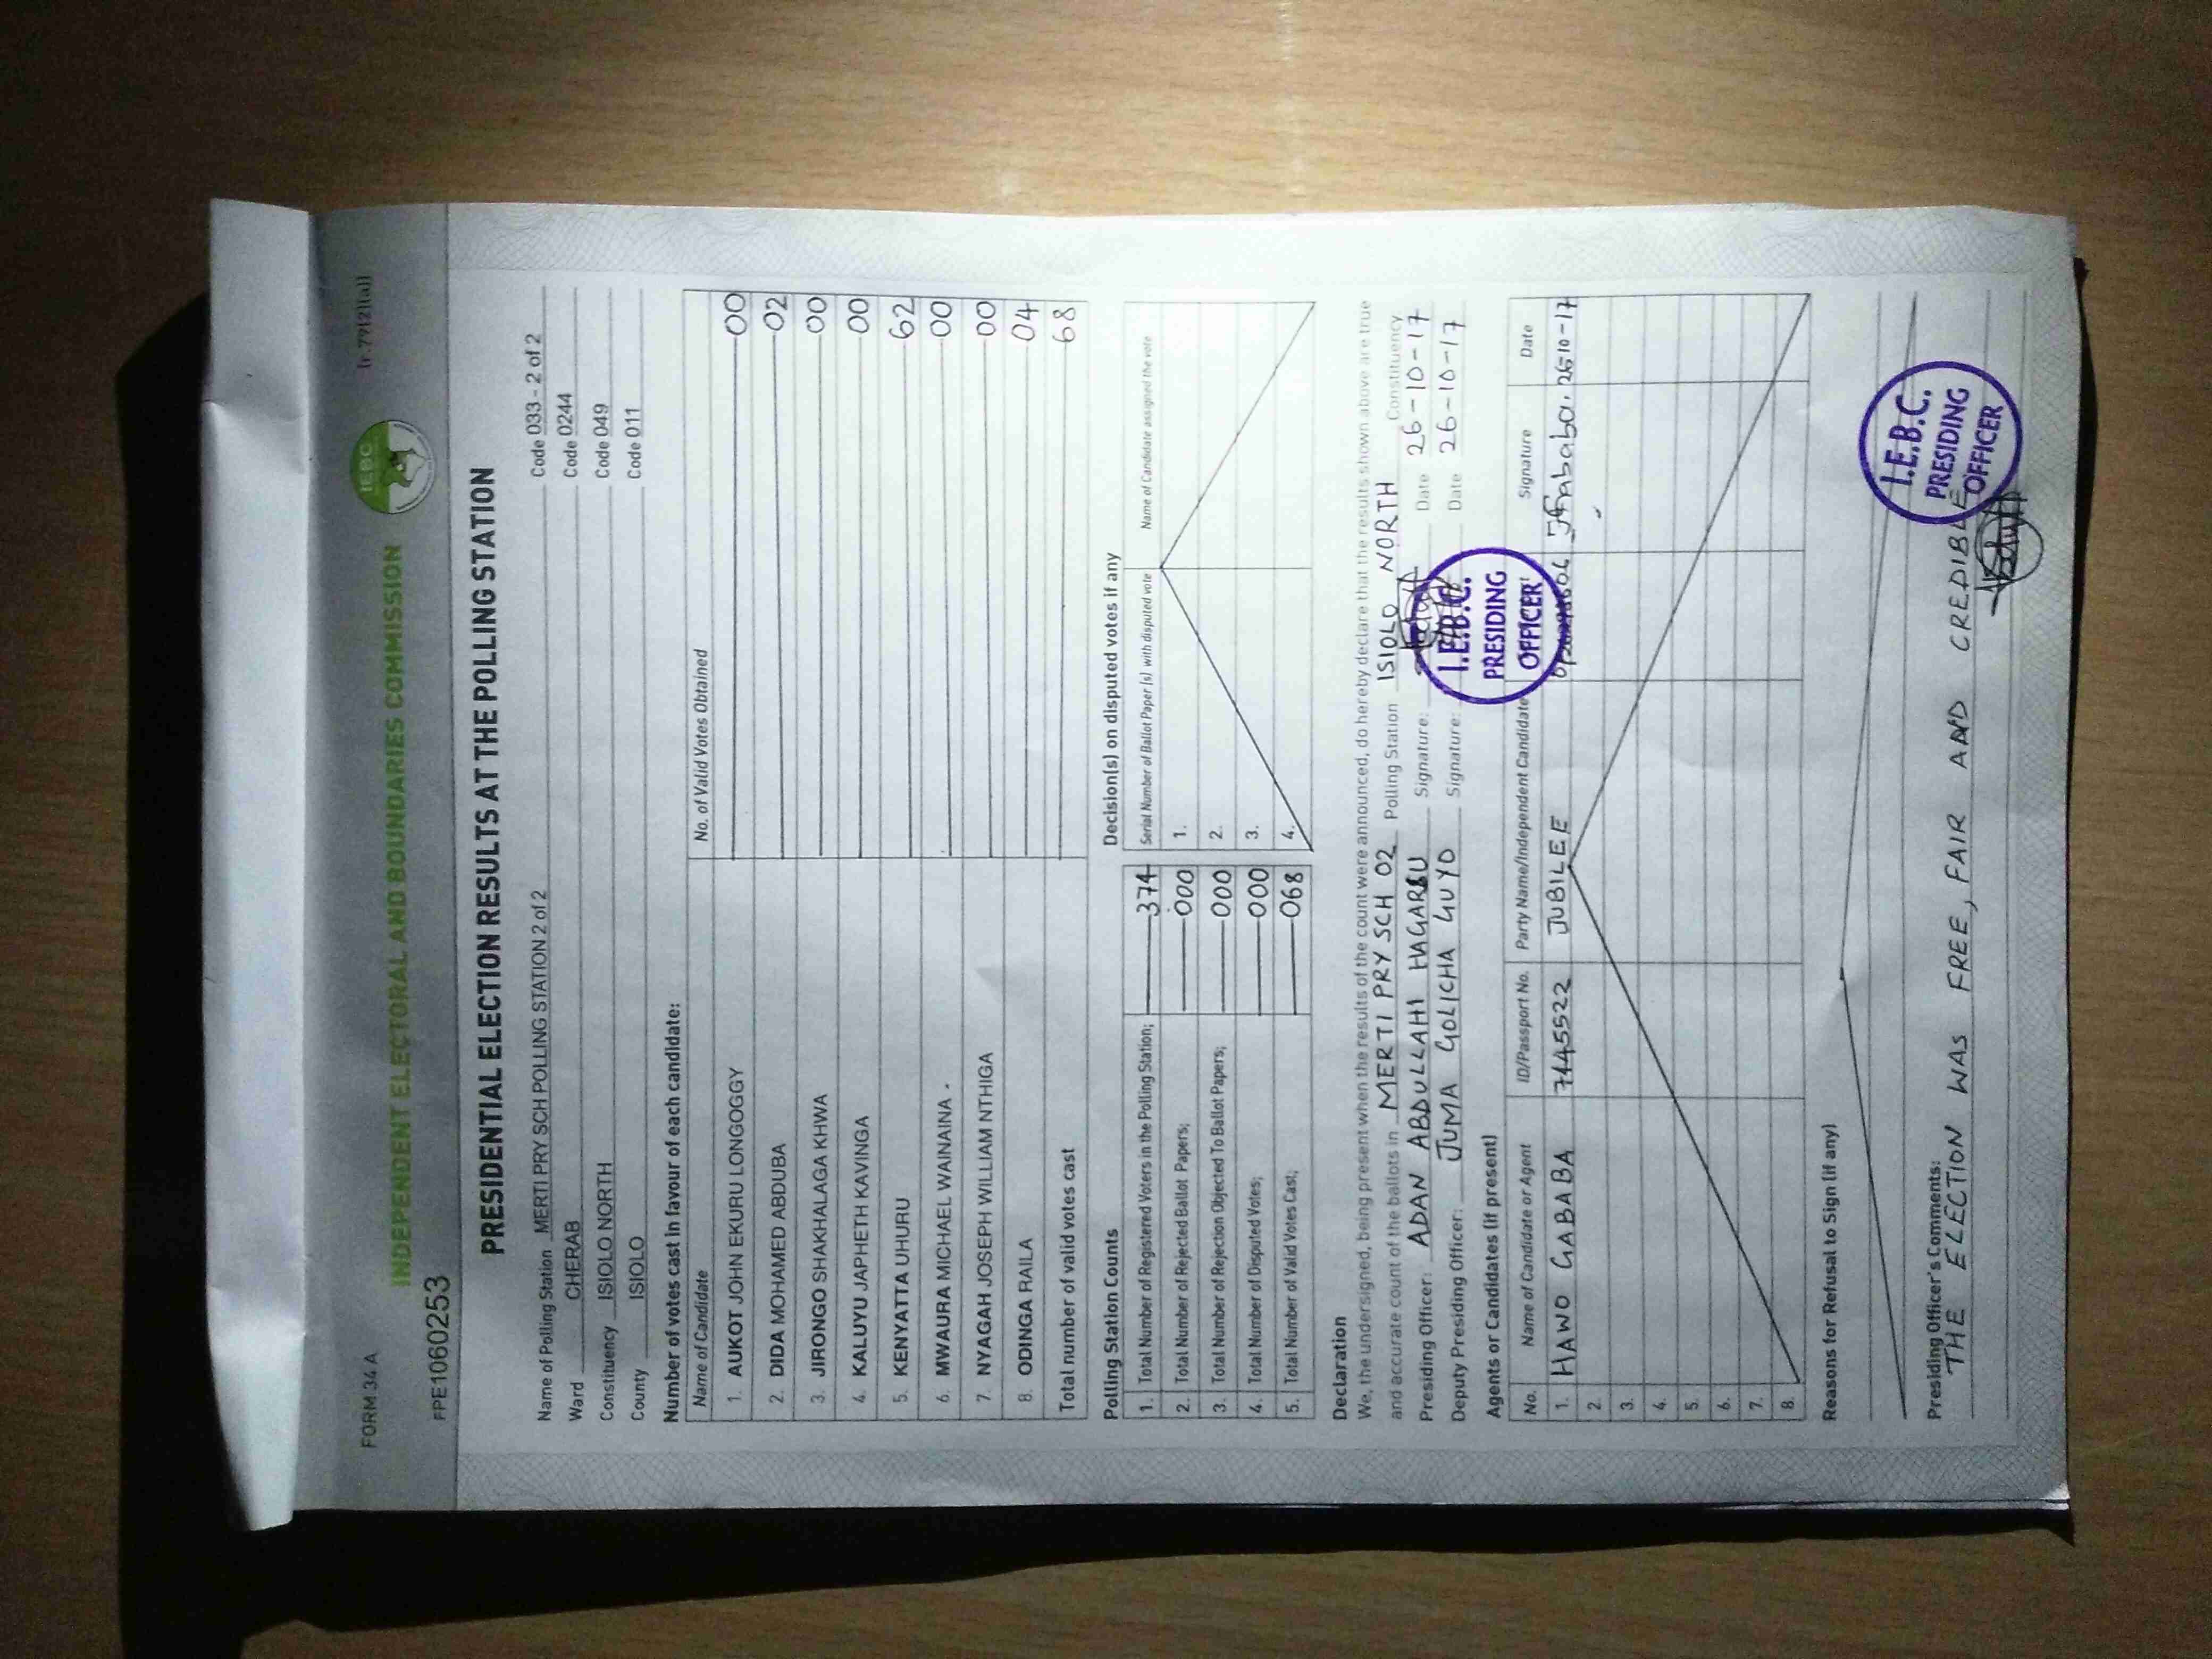 FORM 34 A
(r.79(2)(a))
INDEPENDENT ELECTORAL AND BOUNDARIES COMMISSION
IEBC
FPE1060253
PRESIDENTIAL ELECTION RESULTS AT THE POLLING STATION
Name of Polling Station MERTI PRY SCH POLLING STATION 2 of 2 Code 033 - 2 of 2
Ward CHERAB Code 0244
Constituency ISIOLO NORTH Code 049
County ISIOLO Code 011
Number of votes cast in favour of each candidate:
Name of Candidate No. of Valid Votes Obtained
1. AUKOT JOHN EKURU LONGOGGY 00
2. DIDA MOHAMED ABDUBA 02
3. JIRONGO SHAKHALAGA KHWA 00
4. KALUYU JAPHETH KAVINGA 00
5. KENYATTA UHURU 62
6. MWAURA MICHAEL WAINAINA 00
7. NYAGAH JOSEPH WILLIAM NTHIGA 00
8. ODINGA RAILA 04
Total number of valid votes cast 68
Polling Station Counts
1. Total Number of Registered Voters in the Polling Station; 374
2. Total Number of Rejected Ballot Papers; 000
3. Total Number of Rejection Objected To Ballot Papers; 000
4. Total Number of Disputed Votes; 000
5. Total Number of Valid Votes Cast; 068
Decision(s) on disputed votes if any
Serial Number of Ballot Paper (s) with disputed vote Name of Candidate assigned the vote
1.
2.
3.
4.
Declaration
We, the undersigned, being present when the results of the count were announced, do hereby declare that the results shown above are true
and accurate count of the ballots in MERTI PRY SCH 02 Polling Station ISIOLO NORTH Constituency
Presiding Officer: ADAN ABDULLAHI Signature: Date 26-10-17
Deputy Presiding Officer: JUMA GOLICHA GUYO Signature: Date 26-10-17
I.E.B.C.
PRESIDING
OFFICER
Agents or Candidates (if present)
No. Name of Candidate or Agent ID/Passport No. Party Name/Independent Candidate Signature Date
1. HAWO GABABA 7445522 JUBILEE 2610-17
2.
3.
4.
5.
6.
7.
8.
Reasons for Refusal to Sign (if any)
Presiding Officer's Comments:
THE ELECTION WAS FREE, FAIR AND CREDIBLE
I.E.B.C.
PRESIDING
OFFICER